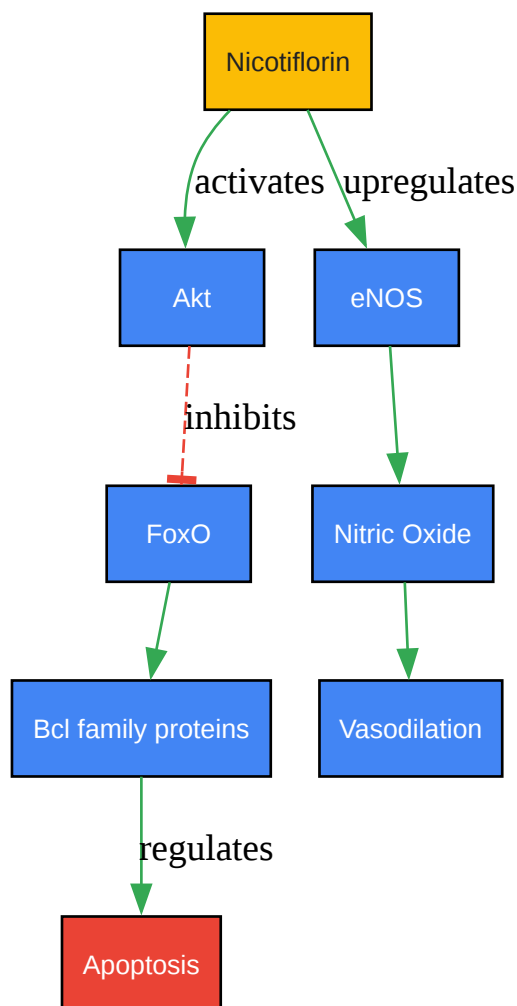 Nicotiflorin
activates upregulates
Akt eNOS
inhibits
FoxO Nitric Oxide
Bcl family proteins Vasodilation
regulates
Apoptosis